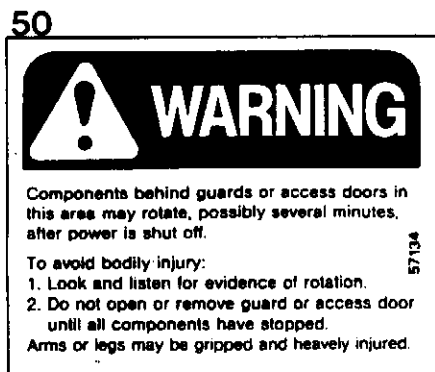 50
WARNING
Components behind guards or access doors in
this area may rotate, possibly several minutes,
after power is shut off.
To avoid bodily injury:
1. Look and listen for evidence of rotation.
2. Do not open or remove guard or access door
until all components have stopped.
Arms or legs may be gripped and heavely injured.
57134